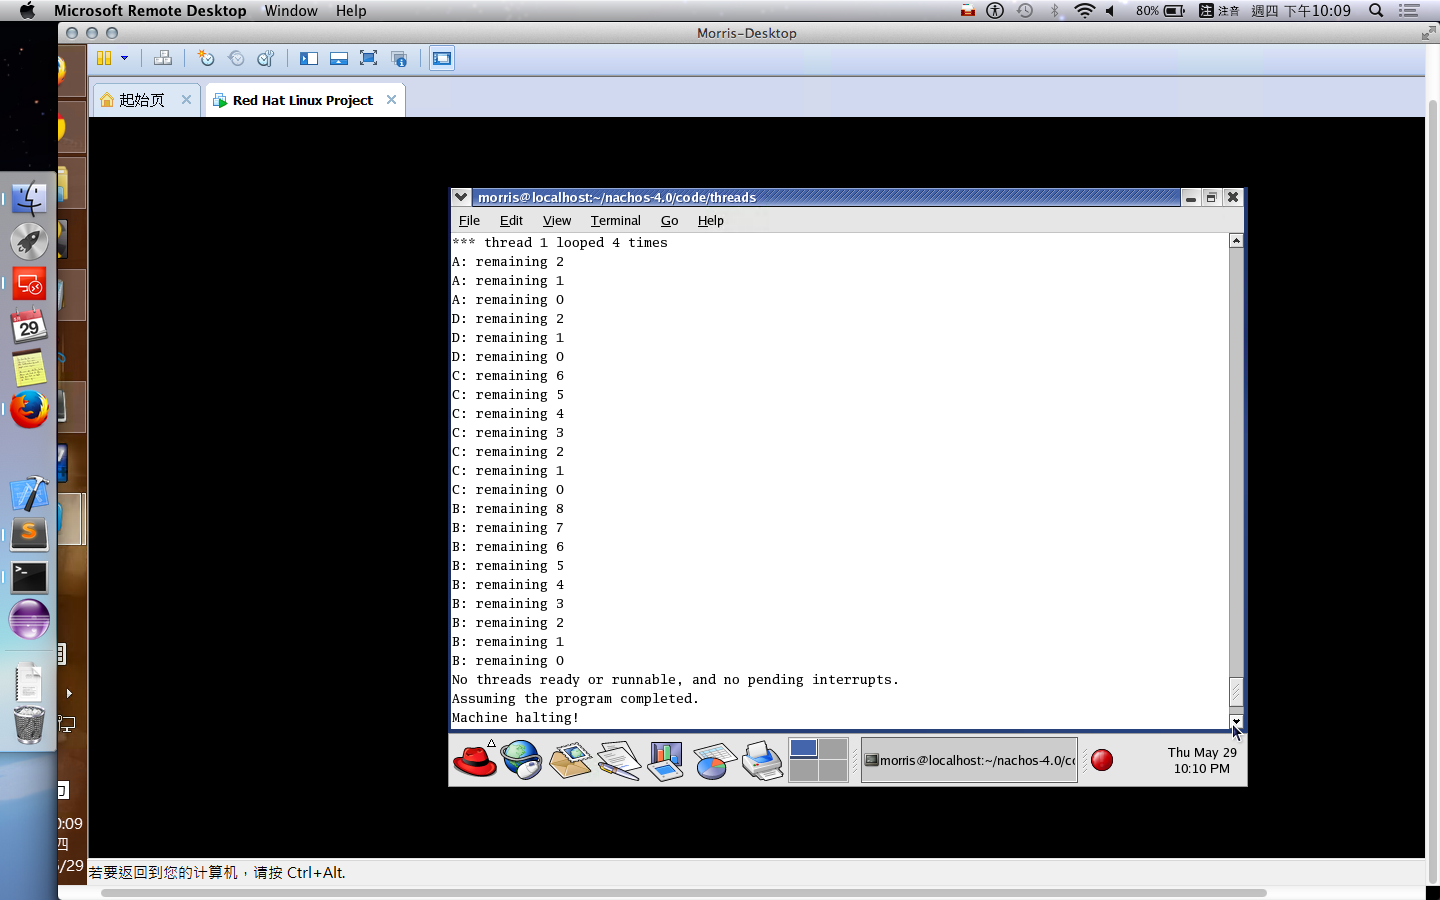 Microsoft Remote Desktop Window Help 80% 注 注音 週四 下午10:09
Morris-Desktop
起始页
Red Hat Linux Project
morris@localhost:~/nachos-4.0/code/threads
File Edit View Terminal Go Help
*** thread 1 looped 4 times
A: remaining 2
A: remaining 1
A: remaining 0
D: remaining 2
D: remaining 1
D: remaining 0
C: remaining 6
C: remaining 5
C: remaining 4
C: remaining 3
C: remaining 2
C: remaining 1
C: remaining 0
B: remaining 8
B: remaining 7
B: remaining 6
B: remaining 5
B: remaining 4
B: remaining 3
B: remaining 2
B: remaining 1
B: remaining 0
No threads ready or runnable, and no pending interrupts.
Assuming the program completed.
Machine halting!
morris@localhost:~/nachos-4.0/cc
Thu May 29
10:10 PM
29
0:09
四
/29
若要返回到您的计算机，请按 Ctrl+Alt.